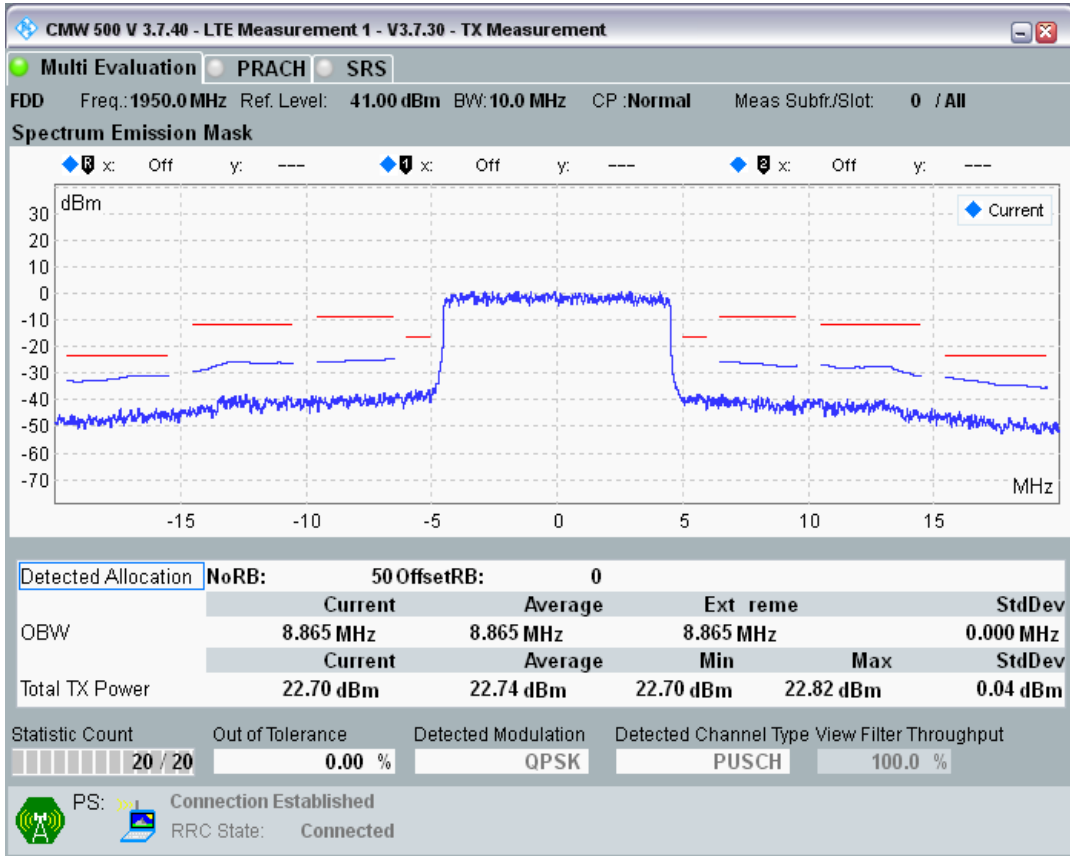 CMW 500 V 3.7.40 - LTE Measurement 1 - V3.7.30 - TX Measurement
Multi Evaluation PRACH SRS
FDD Freq.: 1950.0 MHz Ref. Level: 41.00 dBm BW: 10.0 MHz CP :Normal Meas Subfr./Slot: 0 / All
Spectrum Emission Mask
R x: Off y: --- 1 x: Off y: --- 2 x: Off y: ---
dBm
Current
30
20
10
0
-10
-20
-30
-40
-50
-60
-70
MHz
-15 -10 -5 0 5 10 15
Detected Allocation NoRB: 50 OffsetRB: 0
Current Average Ext reme StdDev
OBW 8.865 MHz 8.865 MHz 8.865 MHz 0.000 MHz
Current Average Min Max StdDev
Total TX Power 22.70 dBm 22.74 dBm 22.70 dBm 22.82 dBm 0.04 dBm
Statistic Count Out of Tolerance Detected Modulation Detected Channel Type View Filter Throughput
20 / 20 0.00 % QPSK PUSCH 100.0 %
PS: Connection Established
RRC State: Connected